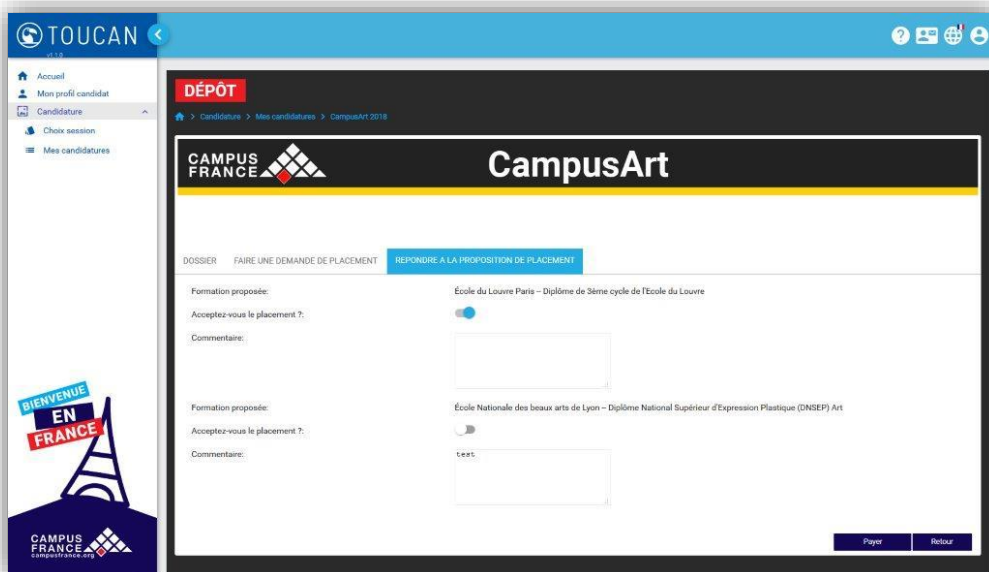 TOUCAN
v1.1.0
Accueil
Mon profil candidat
Candidature
Choix session
Mes candidatures
DÉPÔT
> Candidature > Mes candidatures > CampusArt 2018
CAMPUS
FRANCE
CampusArt
DOSSIER FAIRE UNE DEMANDE DE PLACEMENT REPONDRE A LA PROPOSITION DE PLACEMENT
Formation proposée: École du Louvre Paris – Diplôme de 3ème cycle de l'Ecole du Louvre
Acceptez-vous le placement ?:
Commentaire:
Formation proposée: École Nationale des beaux arts de Lyon – Diplôme National Supérieur d'Expression Plastique (DNSEP) Art
Acceptez-vous le placement ?:
Commentaire: test
Payer Retour
BIENVENUE
EN
FRANCE
CAMPUS
FRANCE
campusfrance.org